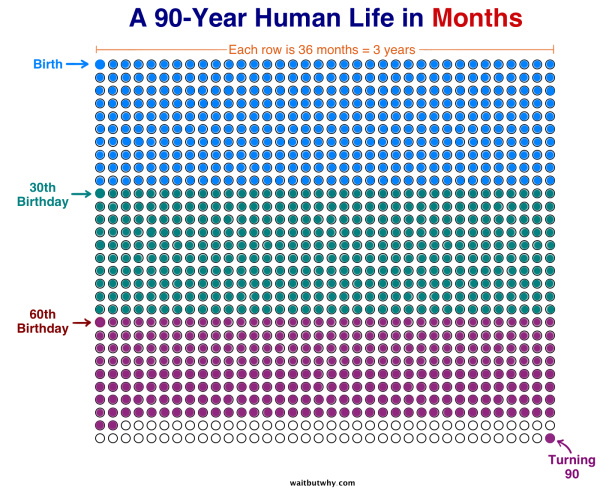 A 90-Year Human Life in Months
Each row is 36 months = 3 years
Birth
30th
Birthday
60th
Birthday
Turning
90
waitbutwhy.com